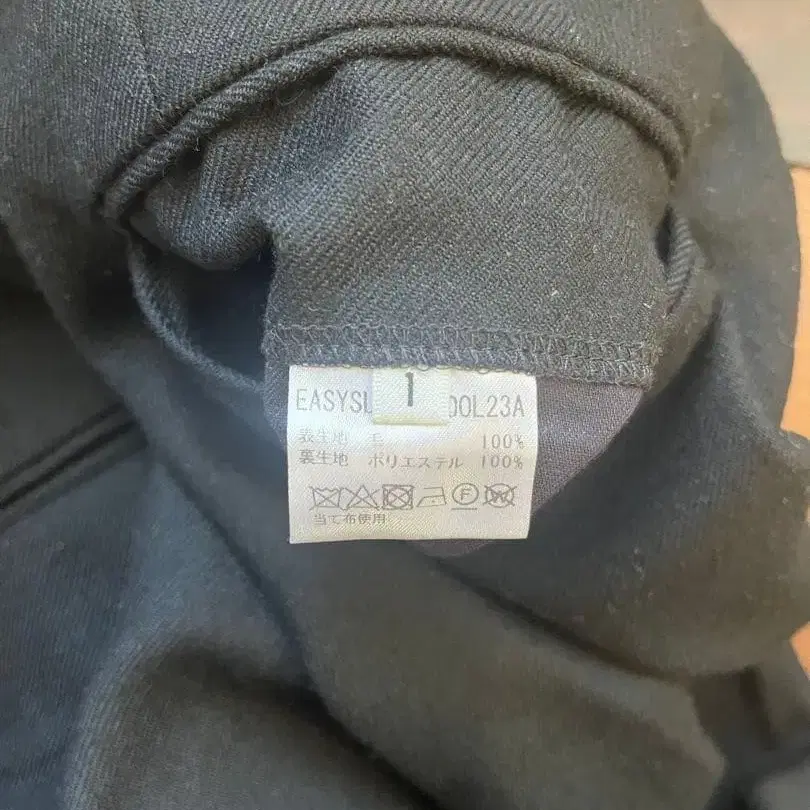 1
EASYSL OOL23A
表生地 毛 100%
裏生地 ポリエステル 100%
F W
当て布使用